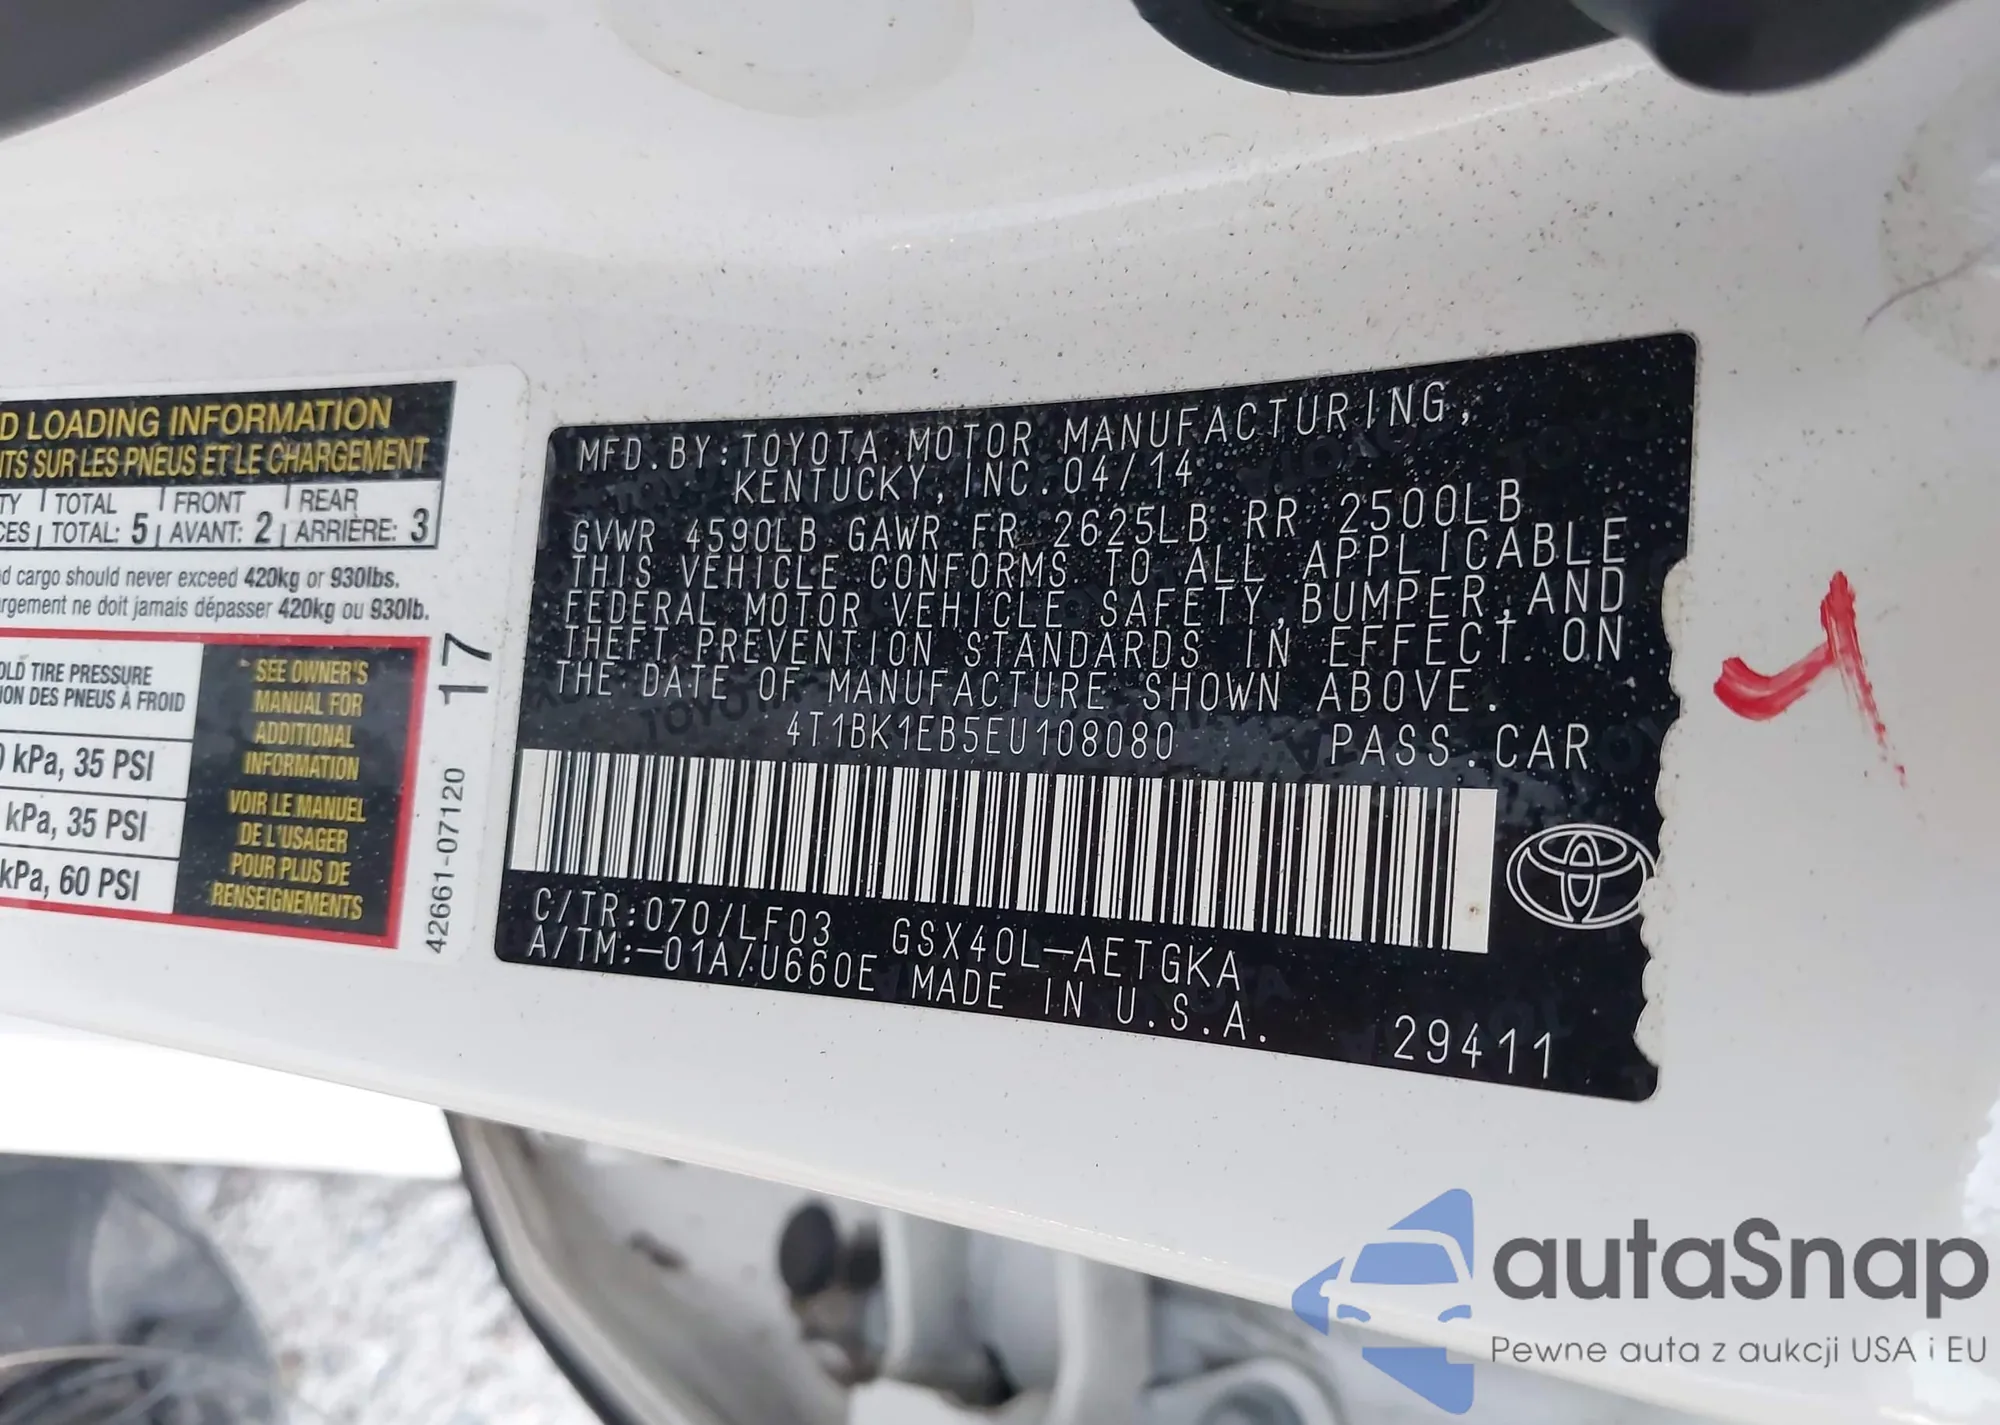 D LOADING INFORMATION
TS SUR LES PNEUS ET LE CHARGEMENT
TY TOTAL FRONT REAR
CES TOTAL: 5 AVANT: 2 ARRIÈRE: 3
d cargo should never exceed 420kg or 930lbs.
rgement ne doit jamais dépasser 420kg ou 930lb.
OLD TIRE PRESSURE
ION DES PNEUS À FROID
0 kPa, 35 PSI
kPa, 35 PSI
kPa, 60 PSI
SEE OWNER'S
MANUAL FOR
ADDITIONAL
INFORMATION
VOIR LE MANUEL
DE L'USAGER
POUR PLUS DE
RENSEIGNEMENTS
17
42661-07120
MFD.BY:TOYOTA MOTOR MANUFACTURING,
KENTUCKY, INC.04/14
GVWR 4590LB GAWR FR 2625LB RR 2500LB
THIS VEHICLE CONFORMS TO ALL APPLICABLE
FEDERAL MOTOR VEHICLE SAFETY,BUMPER,AND
THEFT PREVENTION STANDARDS IN EFFECT ON
THE DATE OF MANUFACTURE SHOWN ABOVE.
4T1BK1EB5EU108080 PASS.CAR
C/TR:070/LF03 GSX40L-AETGKA
A/TM:-01A/U660E MADE IN U.S.A.
29411
autaSnap
Pewne auta z aukcji USA i EU